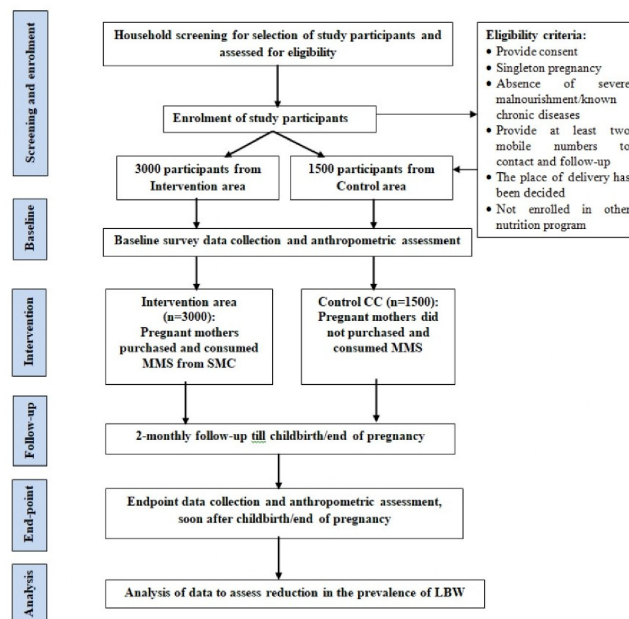 Screening and enrolment
Household screening for selection of study participants and
assessed for eligibility
Eligibility criteria:
• Provide consent
• Singleton pregnancy
• Absence of severe
malnourishment/known
chronic diseases
• Provide at least two
mobile numbers to
contact and follow-up
• The place of delivery has
been decided
• Not enrolled in other
nutrition program
Enrolment of study participants
3000 participants from
Intervention area
1500 participants from
Control area
Baseline
Baseline survey data collection and anthropometric assessment
Intervention
Intervention area
(n=3000):
Pregnant mothers
purchased and consumed
MMS from SMC
Control CC (n=1500):
Pregnant mothers did
not purchased and
consumed MMS
Follow-up
2-monthly follow-up till childbirth/end of pregnancy
End-point
Endpoint data collection and anthropometric assessment,
soon after childbirth/end of pregnancy
Analysis
Analysis of data to assess reduction in the prevalence of LBW